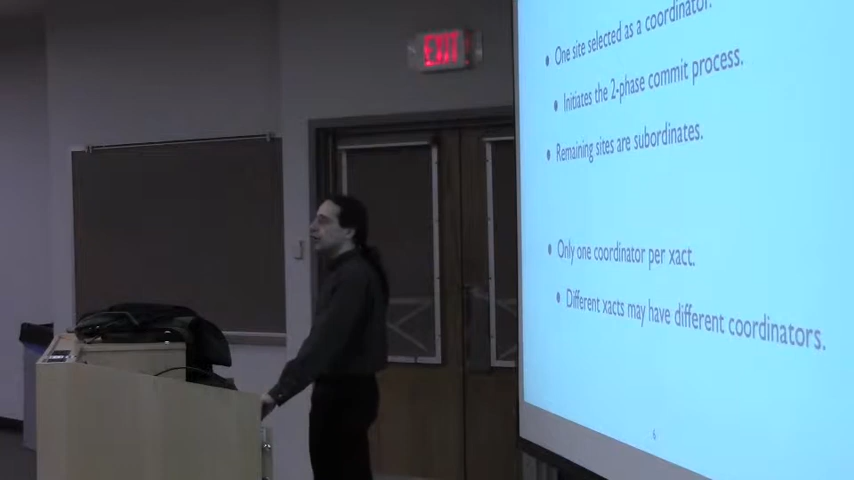 EXIT
• One site selected as a coordinator.
• Initiates the 2-phase commit process.
• Remaining sites are subordinates.
• Only one coordinator per xact.
• Different xacts may have different coordinators.
6